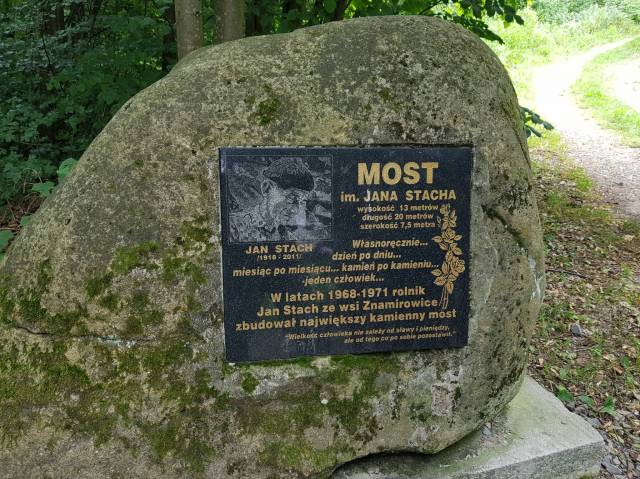 MOST
im. JANA STACHA
wysokość 13 metrów
długość 20 metrów
szerokość 7,5 metra
JAN STACH
/1918 - 2011/
Własnoręcznie...
dzień po dniu...
miesiąc po miesiącu... kamień po kamieniu...
jeden człowiek...
W latach 1968-1971 rolnik
Jan Stach ze wsi Znamirowice
zbudował największy kamienny most
"Wielkość człowieka nie zależy od sławy i pieniędzy,
ale od tego co po sobie pozostawił."